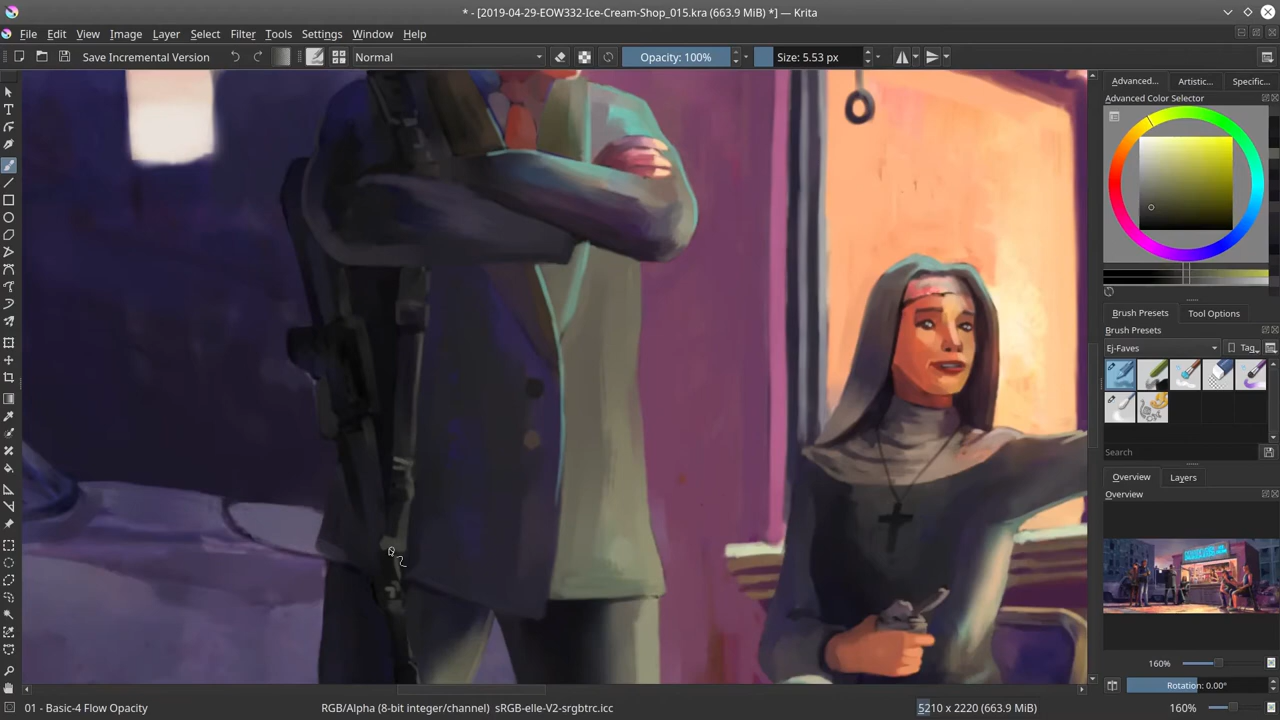 * - [2019-04-29-EOW332-Ice-Cream-Shop_015.kra (663.9 MiB) *] — Krita
File Edit View Image Layer Select Filter Tools Settings Window Help
Save Incremental Version Normal Opacity: 100% Size: 5.53 px
Advanced... Artistic... Specific...
Advanced Color Selector
Brush Presets Tool Options
Brush Presets
Ej-Faves Tag
Search
Overview Layers
Overview
160%
Rotation: 0.00°
01 - Basic-4 Flow Opacity RGB/Alpha (8-bit integer/channel) sRGB-elle-V2-srgbtrc.icc 5210 x 2220 (663.9 MiB) 160%